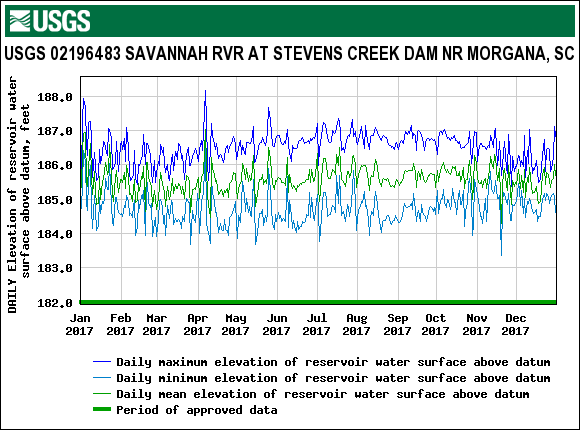 USGS
USGS 02196483 SAVANNAH RVR AT STEVENS CREEK DAM NR MORGANA, SC
DAILY Elevation of reservoir water
surface above datum, feet
188.0
187.0
186.0
185.0
184.0
183.0
182.0
Jan Feb Mar Apr May Jun Jul Aug Sep Oct Nov Dec
2017 2017 2017 2017 2017 2017 2017 2017 2017 2017 2017 2017
Daily maximum elevation of reservoir water surface above datum
Daily minimum elevation of reservoir water surface above datum
Daily mean elevation of reservoir water surface above datum
Period of approved data